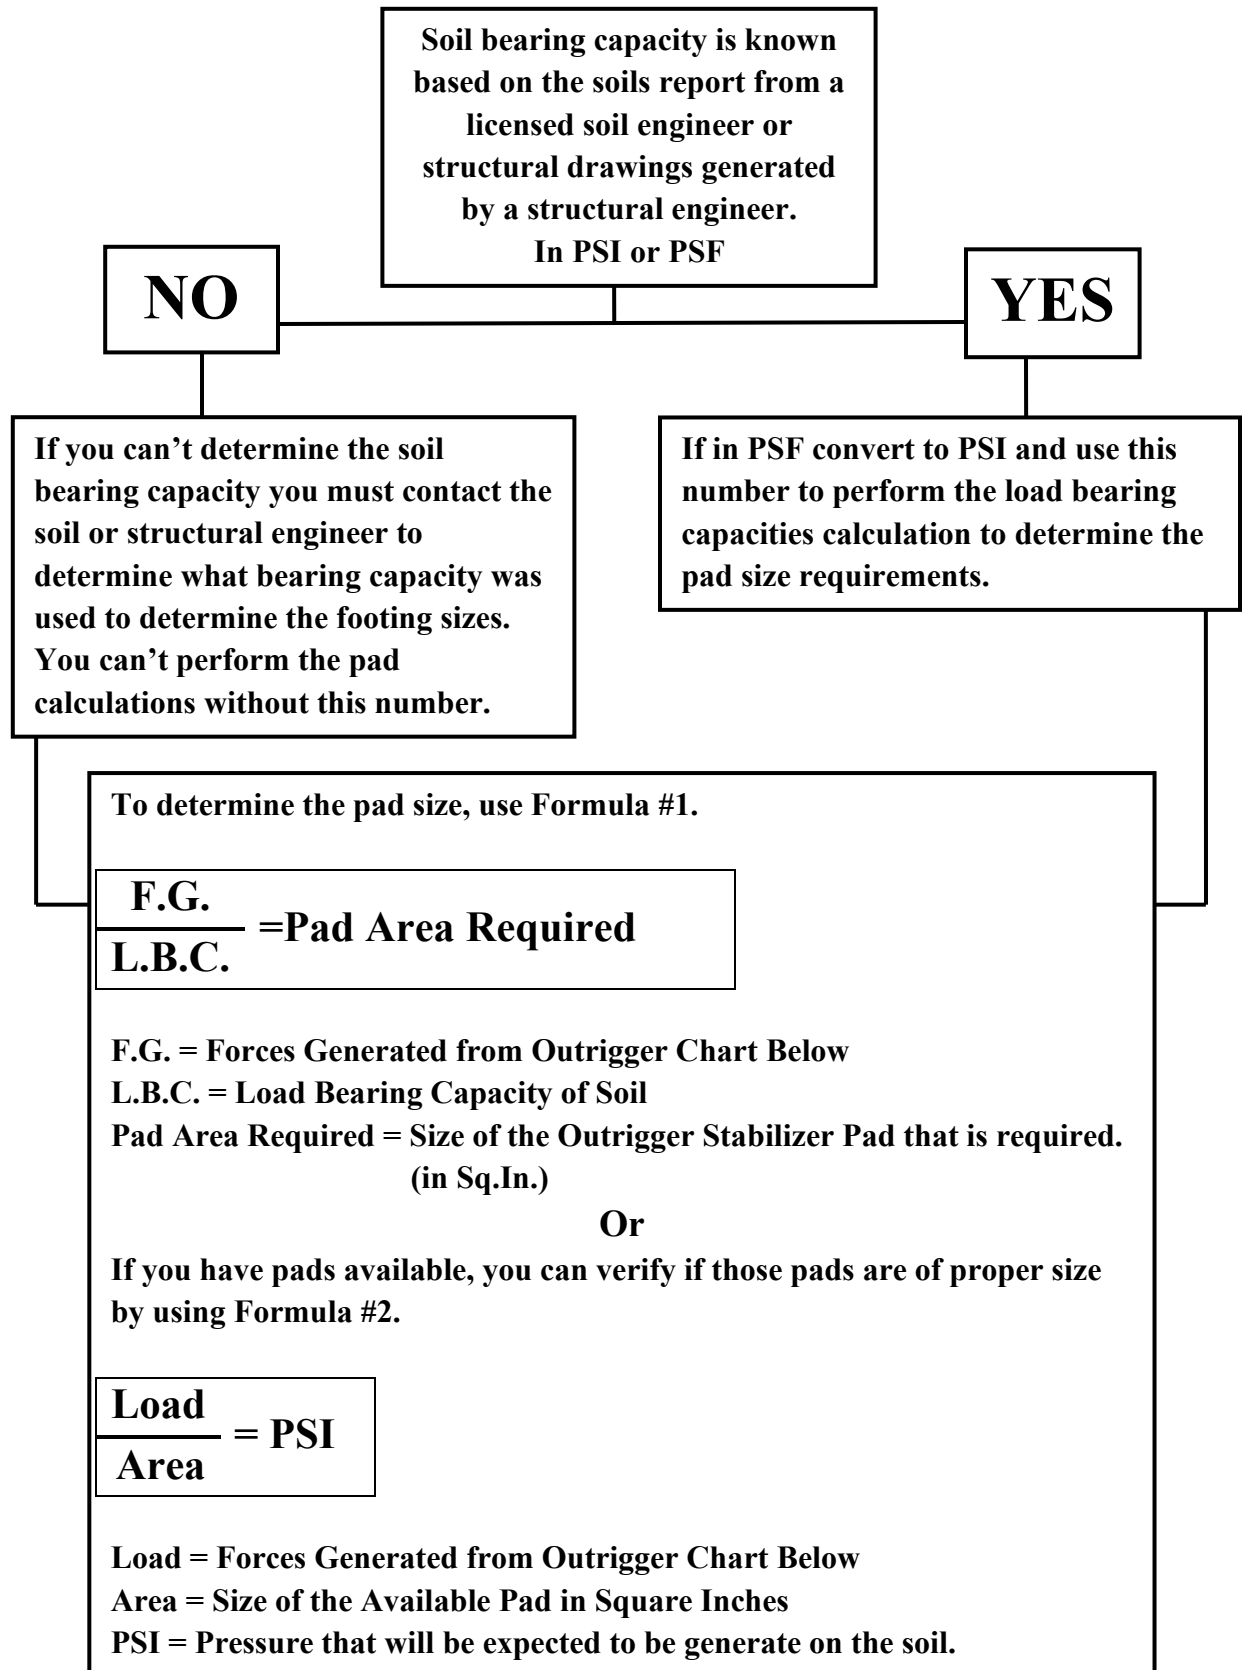 Soil bearing capacity is known
based on the soils report from a
licensed soil engineer or
structural drawings generated
by a structural engineer.
In PSI or PSF
NO
YES
If you can’t determine the soil
bearing capacity you must contact the
soil or structural engineer to
determine what bearing capacity was
used to determine the footing sizes.
You can’t perform the pad
calculations without this number.
If in PSF convert to PSI and use this
number to perform the load bearing
capacities calculation to determine the
pad size requirements.
To determine the pad size, use Formula #1.
F.G.
L.B.C.
=Pad Area Required
F.G. = Forces Generated from Outrigger Chart Below
L.B.C. = Load Bearing Capacity of Soil
Pad Area Required = Size of the Outrigger Stabilizer Pad that is required.
(in Sq.In.)
Or
If you have pads available, you can verify if those pads are of proper size
by using Formula #2.
Load
Area
= PSI
Load = Forces Generated from Outrigger Chart Below
Area = Size of the Available Pad in Square Inches
PSI = Pressure that will be expected to be generate on the soil.